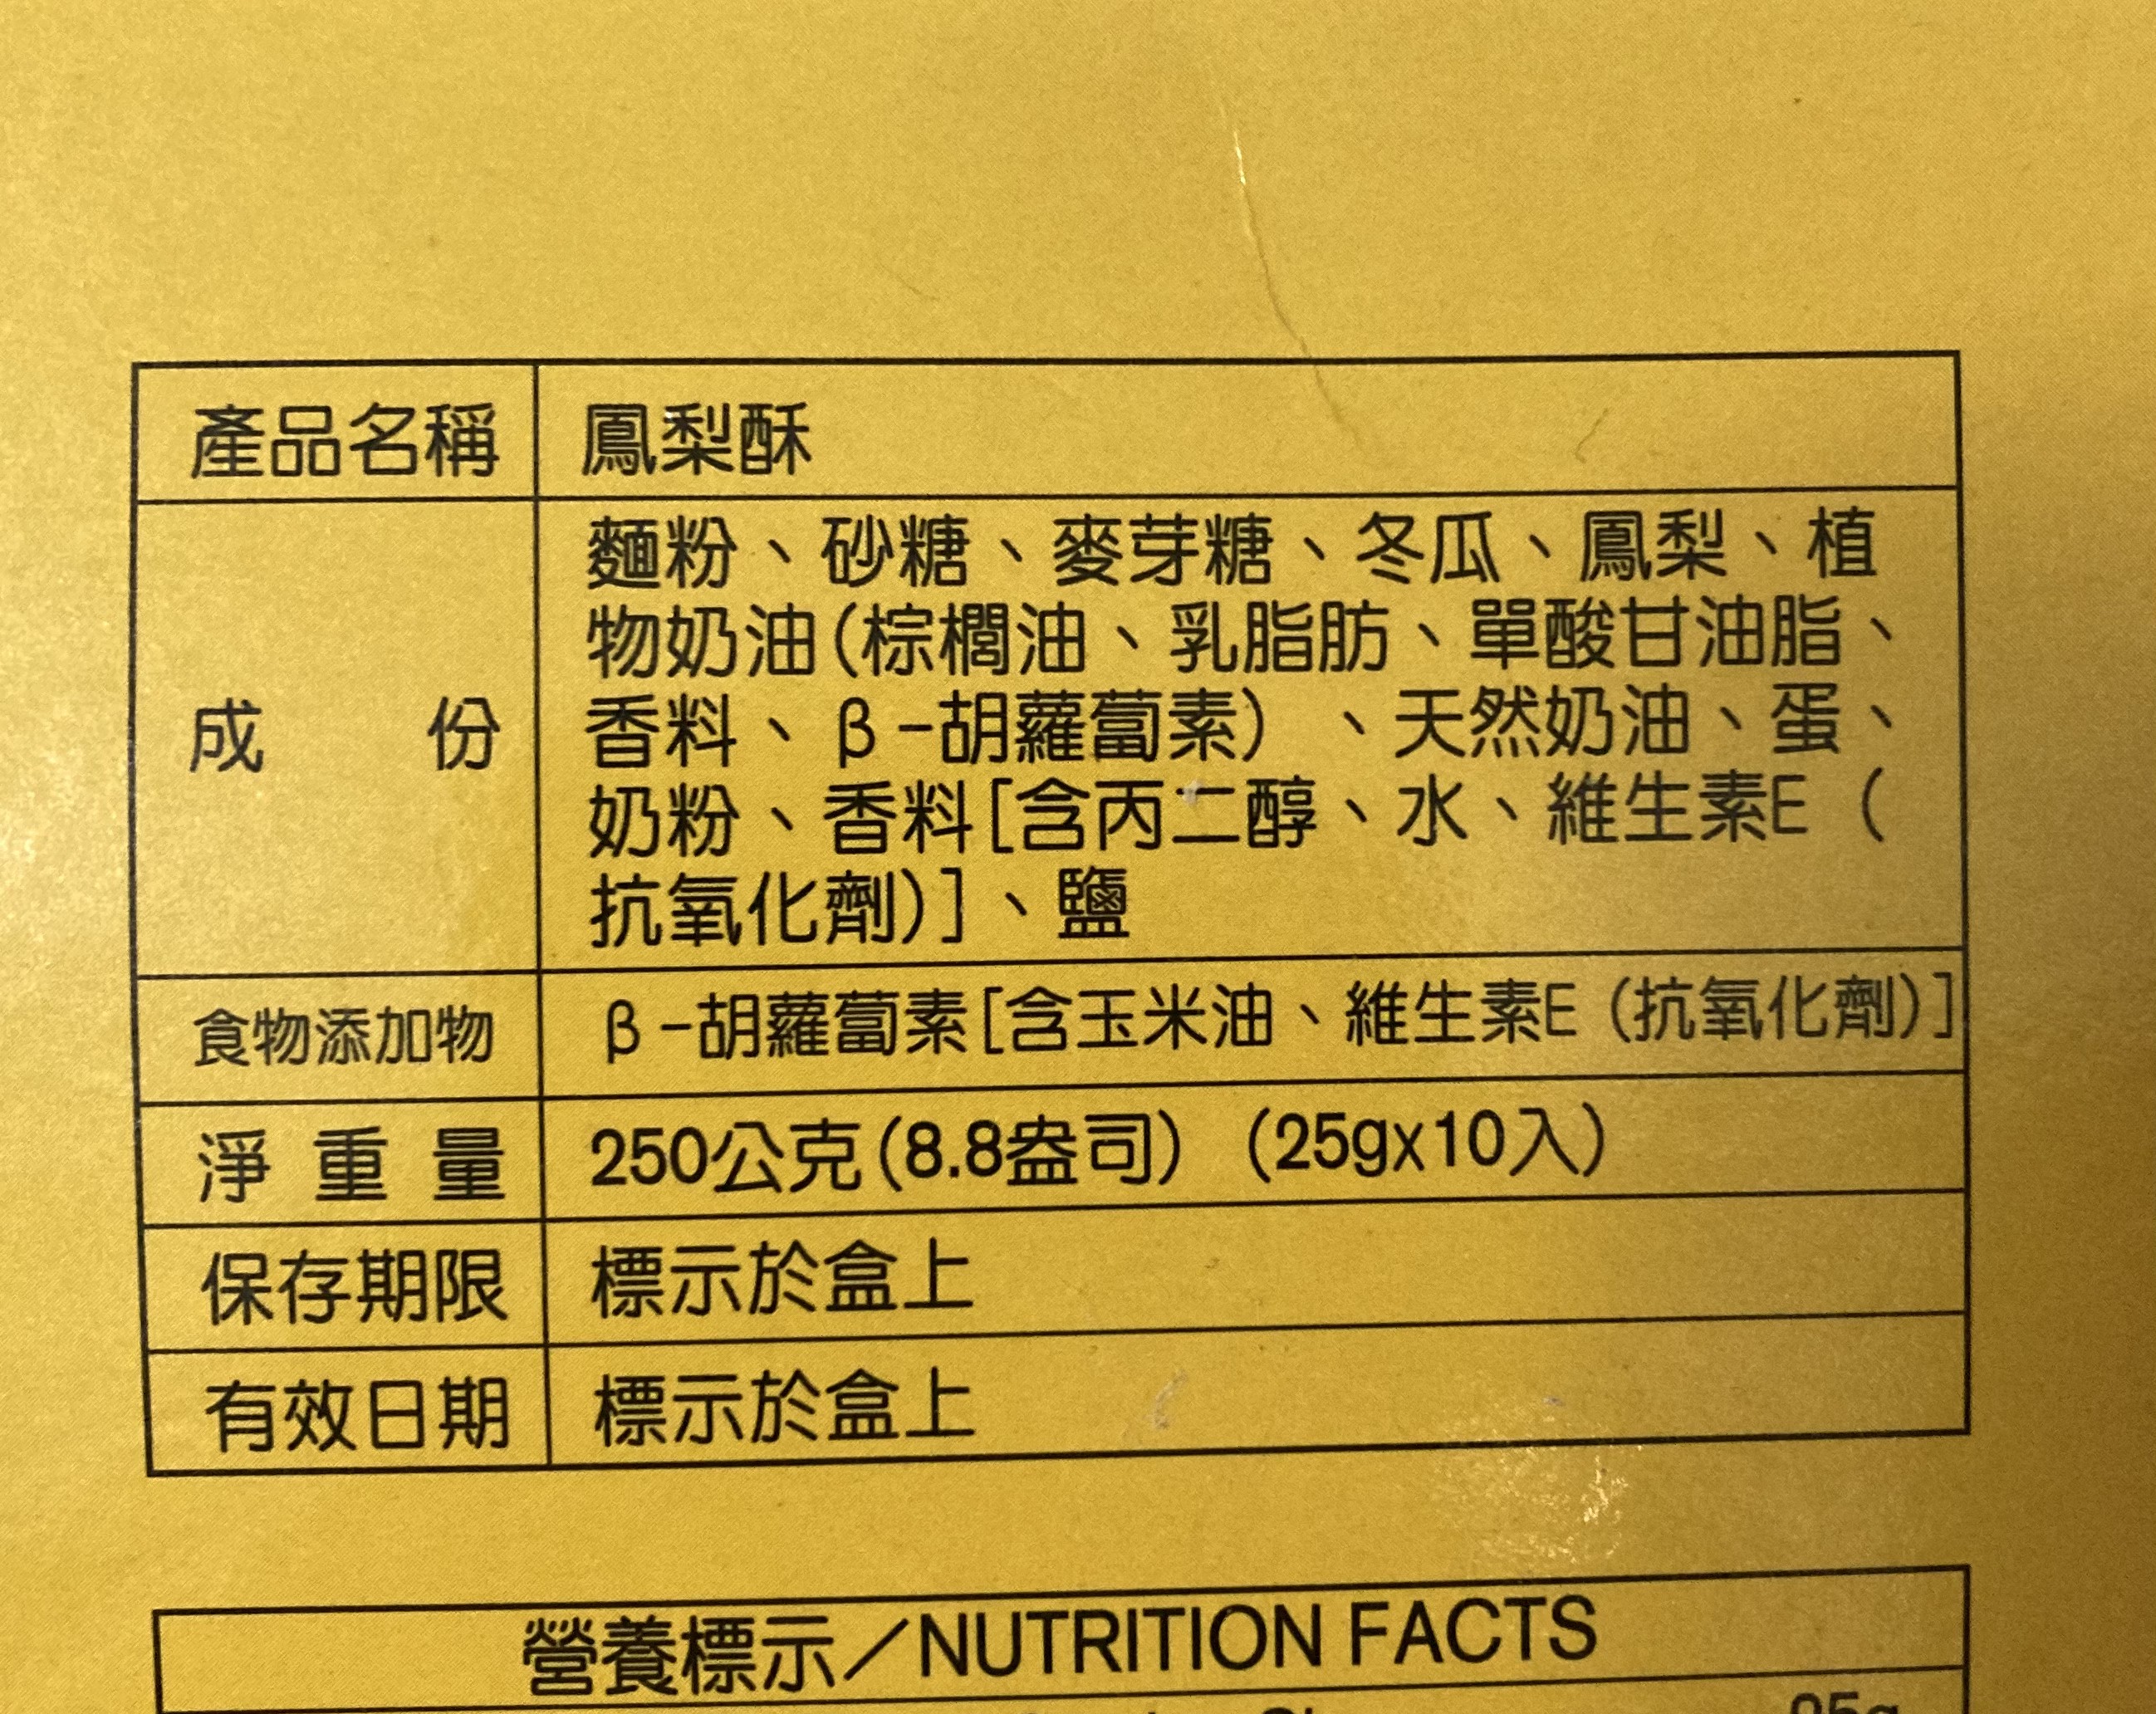 產品名稱 鳳梨酥
成份 麵粉、砂糖、麥芽糖、冬瓜、鳳梨、植
物奶油(棕櫚油、乳脂肪、單酸甘油脂、
香料、β-胡蘿蔔素)、天然奶油、蛋、
奶粉、香料[含丙二醇、水、維生素E(
抗氧化劑)]、鹽
食物添加物 β-胡蘿蔔素[含玉米油、維生素E(抗氧化劑)]
淨重量 250公克(8.8盎司) (25gx10入)
保存期限 標示於盒上
有效日期 標示於盒上
營養標示/NUTRITION FACTS
25g